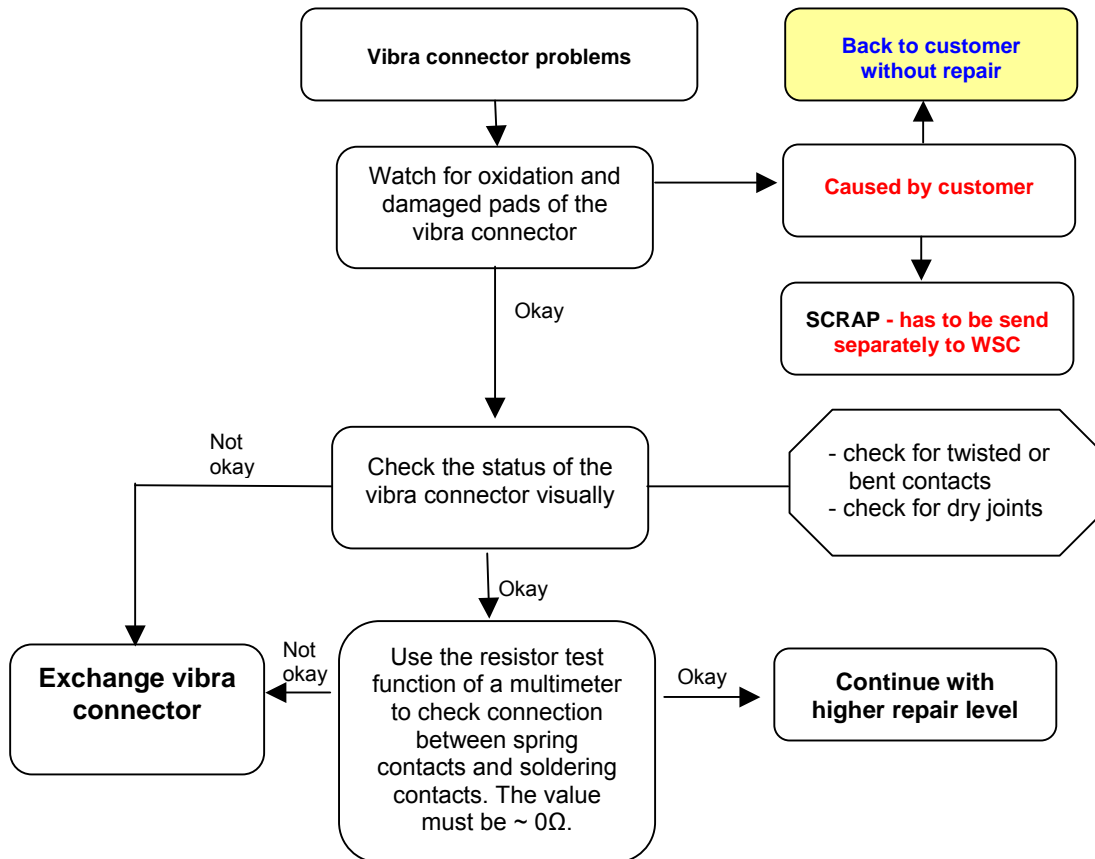 Vibra connector problems
Back to customer
without repair
Watch for oxidation and
damaged pads of the
vibra connector
Caused by customer
Okay
SCRAP - has to be send
separately to WSC
Not
okay
Check the status of the
vibra connector visually
- check for twisted or
bent contacts
- check for dry joints
Okay
Exchange vibra
connector
Not
okay
Use the resistor test
function of a multimeter
to check connection
between spring
contacts and soldering
contacts. The value
must be ~ 0Ω.
Okay
Continue with
higher repair level